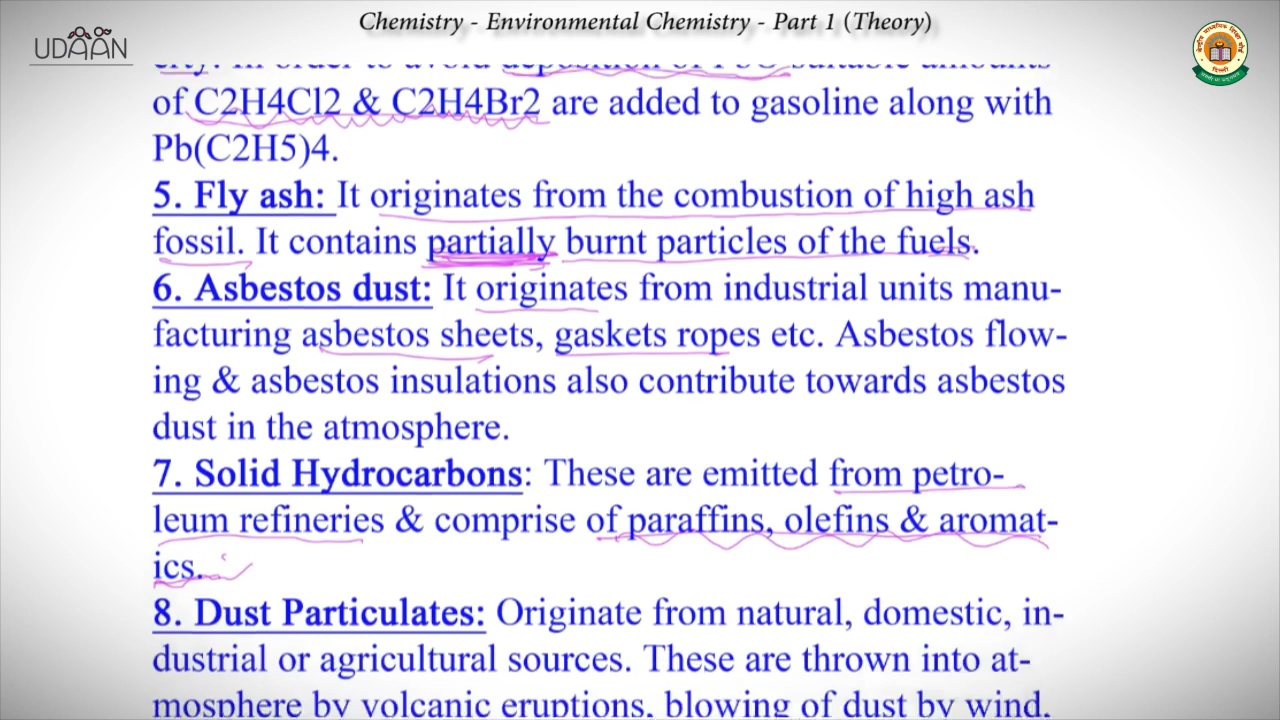 Chemistry - Environmental Chemistry - Part 1 (Theory)
UDAAN
of C2H4Cl2 & C2H4Br2 are added to gasoline along with
Pb(C2H5)4.
5. Fly ash: It originates from the combustion of high ash
fossil. It contains partially burnt particles of the fuels.
6. Asbestos dust: It originates from industrial units manu-
facturing asbestos sheets, gaskets ropes etc. Asbestos flow-
ing & asbestos insulations also contribute towards asbestos
dust in the atmosphere.
7. Solid Hydrocarbons: These are emitted from petro-
leum refineries & comprise of paraffins, olefins & aromat-
ics.
8. Dust Particulates: Originate from natural, domestic, in-
dustrial or agricultural sources. These are thrown into at-
mosphere by volcanic eruptions, blowing of dust by wind,